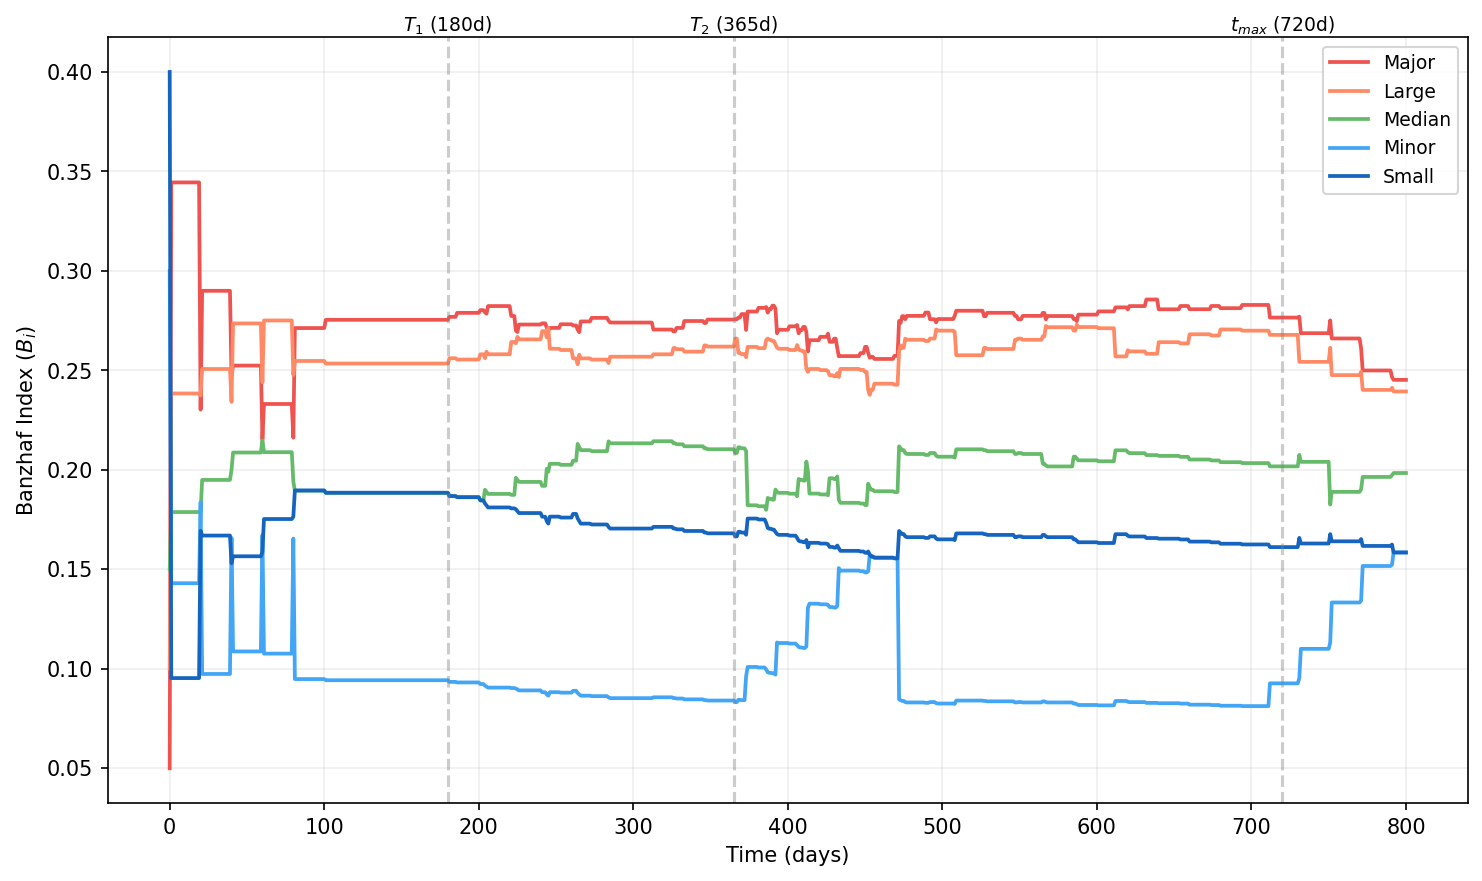 T₁ (180d) T₂ (365d) tₘₐₓ (720d)
Major
Large
Median
Minor
Small
Banzhaf Index (Bᵢ)
0.40
0.35
0.30
0.25
0.20
0.15
0.10
0.05
0 100 200 300 400 500 600 700 800
Time (days)